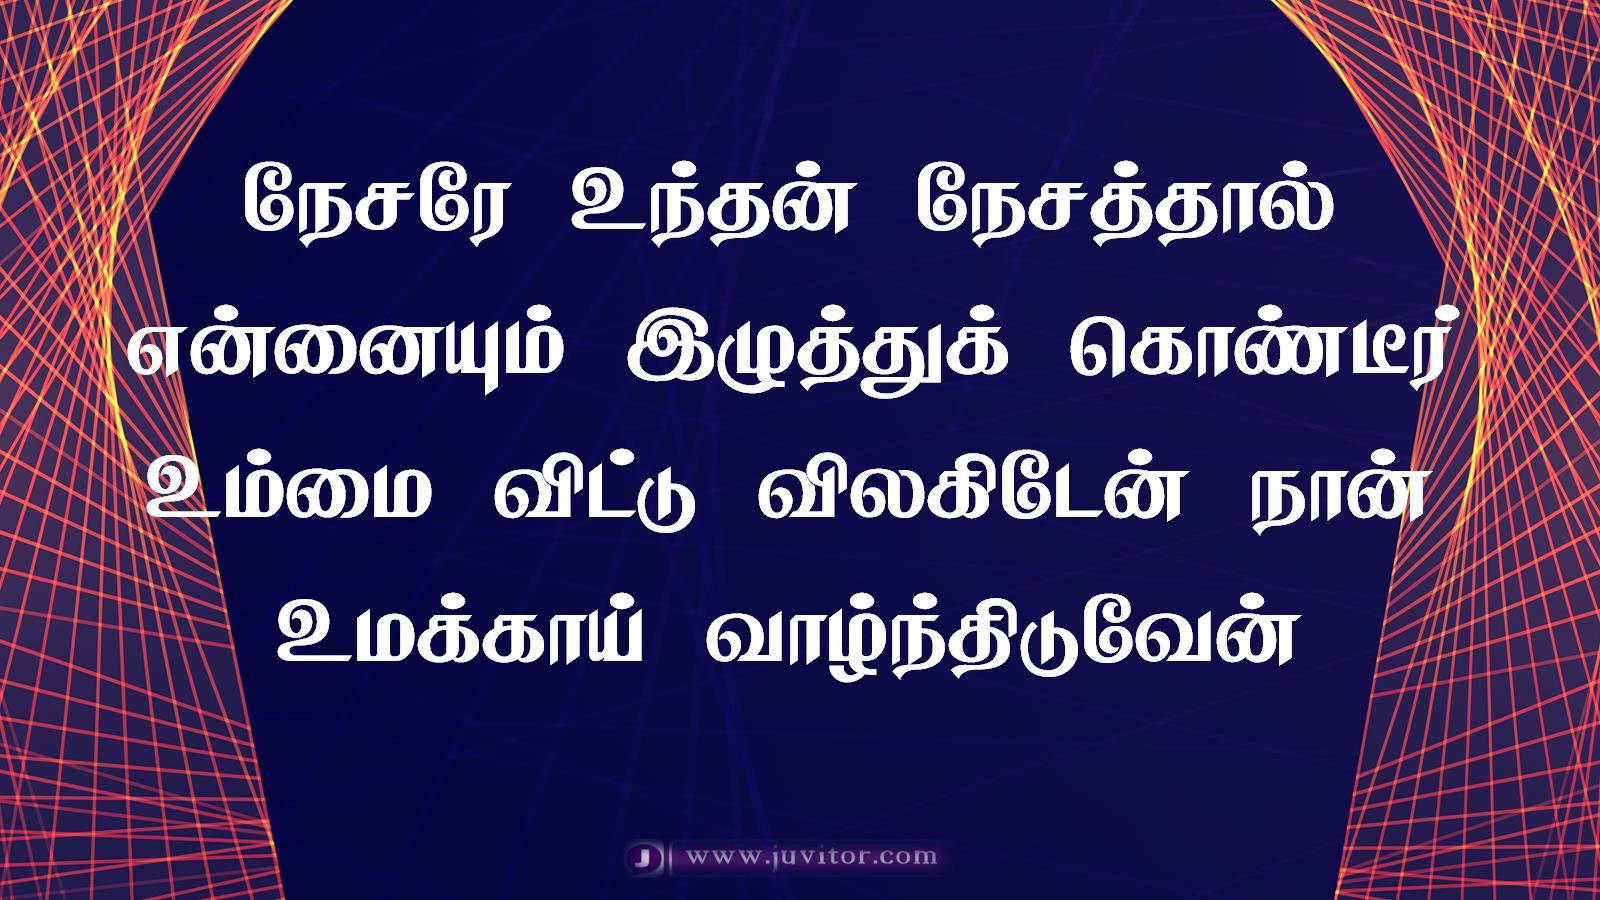 நேசரே உந்தன் நேசத்தால்
என்னையும் இழுத்துக் கொண்டீர்
உம்மை விட்டு விலகிடேன் நான்
உமக்காய் வாழ்ந்திடுவேன்
J www.juvitor.com